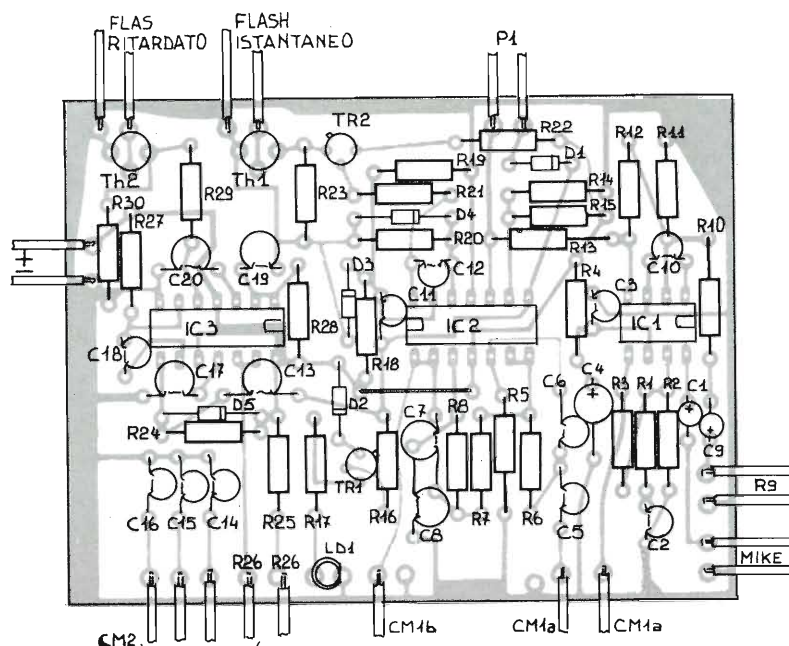 FLAS
RITARDATO
FLASH
ISTANTANEO
P1
TR2
R22
R12
R11
Th2
Th1
R19
D1
R29
R23
R21
R14
R30
R27
D4
R15
R20
R13
R10
+
−
C20
C19
D3
C12
R4
C3
C10
C11
IC3
R28
IC2
IC1
C18
R18
C17
C13
D2
C6
C4
R3
R1
R2
C1
D5
C7
R8
R5
C9
R24
TR1
R9
C16
C15
C14
R25
R17
R16
C8
R7
R6
C5
C2
LD1
MIKE
R26
R26
CM2
CM1b
CM1a
CM1a